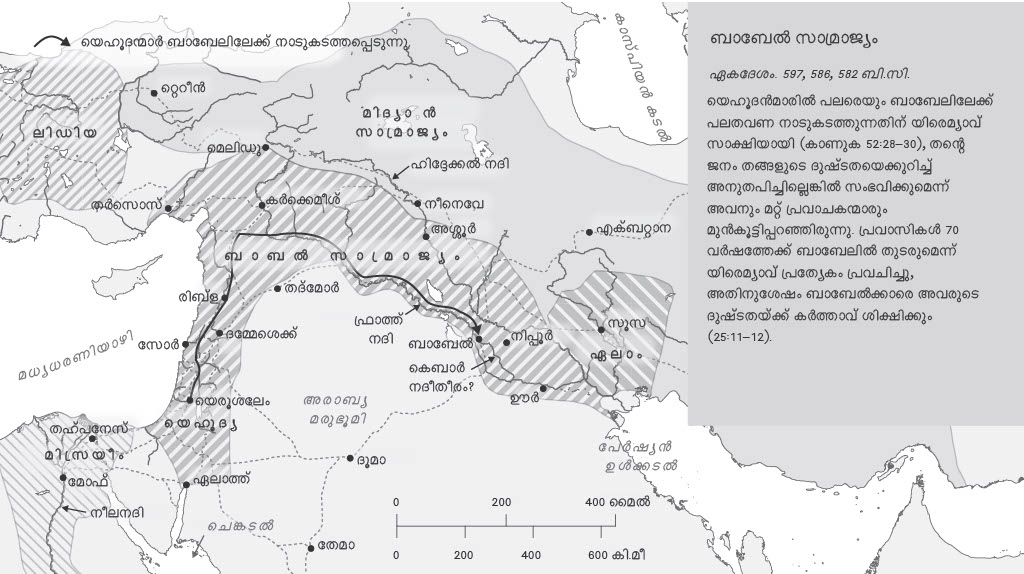 യെഹൂദന്മാർ ബാബേലിലേക്ക് നാടുകടത്തപ്പെടുന്നു
ബാബേൽ സാമ്രാജ്യം
ഏകദേശം. 597, 586, 582 ബി.സി.
യെഹൂദൻമാരിൽ പലരെയും ബാബേലിലേക്ക്
പലതവണ നാടുകടത്തുന്നതിന് യിരെമ്യാവ്
സാക്ഷിയായി (കാണുക 52:28–30), തന്റെ
ജനം തങ്ങളുടെ ദുഷ്ടതയെക്കുറിച്ച്
അനുതപിച്ചില്ലെങ്കിൽ സംഭവിക്കുമെന്ന്
അവനും മറ്റ് പ്രവാചകന്മാരും
മുൻകൂട്ടിപ്പറഞ്ഞിരുന്നു. പ്രവാസികൾ 70
വർഷത്തേക്ക് ബാബേലിൽ തുടരുമെന്ന്
യിരെമ്യാവ് പ്രത്യേകം പ്രവചിച്ചു,
അതിനുശേഷം ബാബേൽക്കാരെ അവരുടെ
ദുഷ്ടതയ്ക്ക് കർത്താവ് ശിക്ഷിക്കും
(25:11–12).
കാസ്പിയൻ കടൽ
റ്റെറീൻ
ലിഡിയ
മിദ്യാൻ
സാമ്രാജ്യം
മെലിഡു
ഹിദ്ദേക്കൽ നദി
തർസൊസ്
കർക്കെമീശ്
നീനെവേ
അശ്ശൂർ
എക്ബറ്റാന
ബാബൽ സാമ്രാജ്യം
രിബ്ള
തദ്മോർ
ഫ്രാത്ത്
നദി
സോർ
ദമ്മേശെക്ക്
ബാബേൽ
നിപ്പൂർ
സൂസ
ഏലാം
മധ്യധരണിയാഴി
കെബാർ
നദീതീരം?
ഊർ
യെരുശലേം
യെഹൂദ്യ
അരാബ്യ
മരുഭൂമി
തഹ്പനേസ്
മിസ്രയീം
മോഫ്
നീലനദി
ഏലാത്ത്
ദൂമാ
പേർഷ്യൻ
ഉൾക്കടൽ
ചെങ്കടൽ
തേമാ
0 200 400 മൈൽ
0 200 400 600 കി.മീ